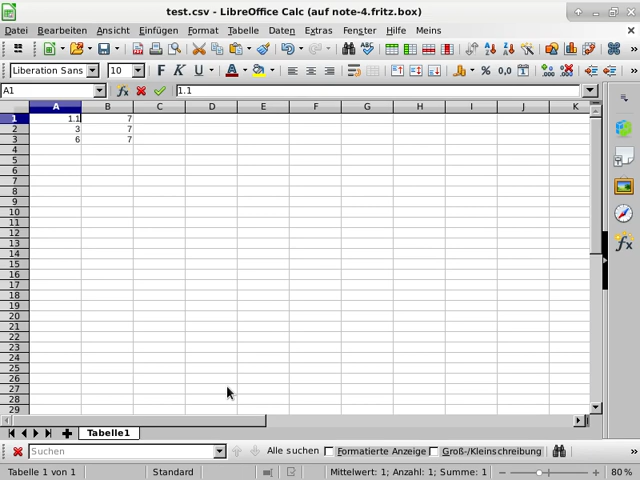 test.csv - LibreOffice Calc (auf note-4.fritz.box)
Datei Bearbeiten Ansicht Einfügen Format Tabelle Daten Extras Fenster Hilfe Meins
Liberation Sans 10 F K U A % 0,0
A1 fx 1.1
A B C D E F G H I J K
1 1.1 7
2 3 7
3 6 7
4
5
6
7
8
9
10
11
12
13
14
15
16
17
18
19
20
21
22
23
24
25
26
27
28
29
Tabelle1
Suchen Alle suchen Formatierte Anzeige Groß-/Kleinschreibung
Tabelle 1 von 1 Standard Mittelwert: 1; Anzahl: 1; Summe: 1 80 %